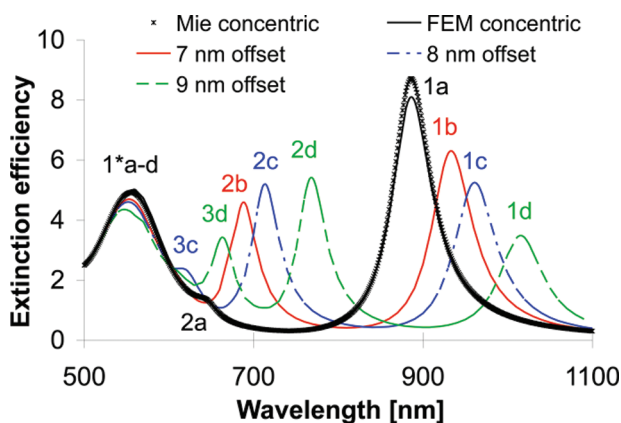 Mie concentric
FEM concentric
7 nm offset
8 nm offset
9 nm offset
10
8
6
4
2
0
Extinction efficiency
1*a-d
3c
2a
3d
2b
2c
2d
1a
1b
1c
1d
500
700
900
1100
Wavelength [nm]